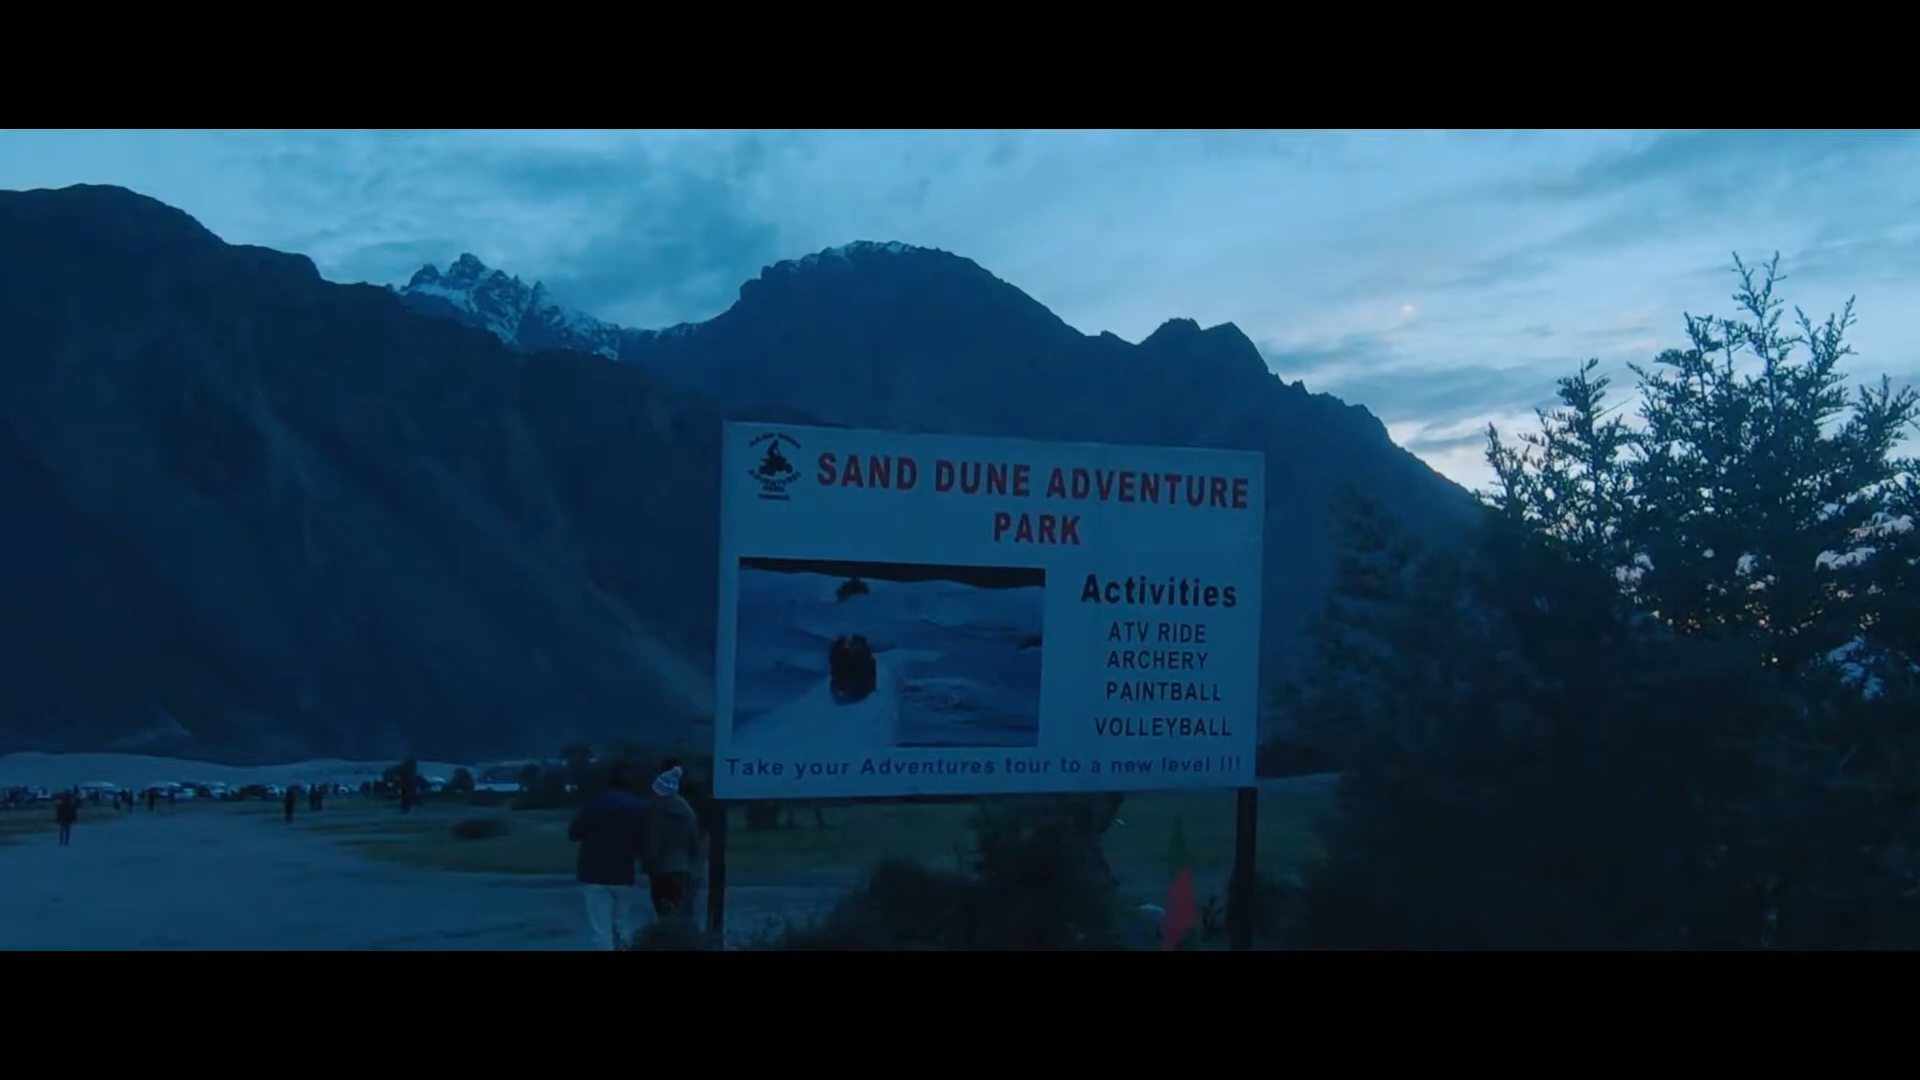 SAND DUNE ADVENTURE
PARK
Activities
ATV RIDE
ARCHERY
PAINTBALL
VOLLEYBALL
Take your Adventures tour to a new level !!!